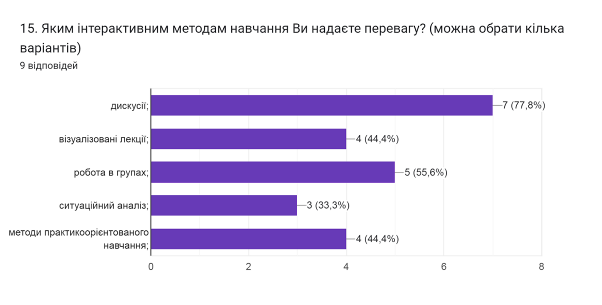 15. Яким інтерактивним методам навчання Ви надаєте перевагу? (можна обрати кілька
варіантів)
9 відповідей
дискусії;
7 (77,8%)
візуалізовані лекції;
4 (44,4%)
робота в групах;
5 (55,6%)
ситуаційний аналіз;
3 (33,3%)
методи практикоорієнтованого
навчання;
4 (44,4%)
0 2 4 6 8